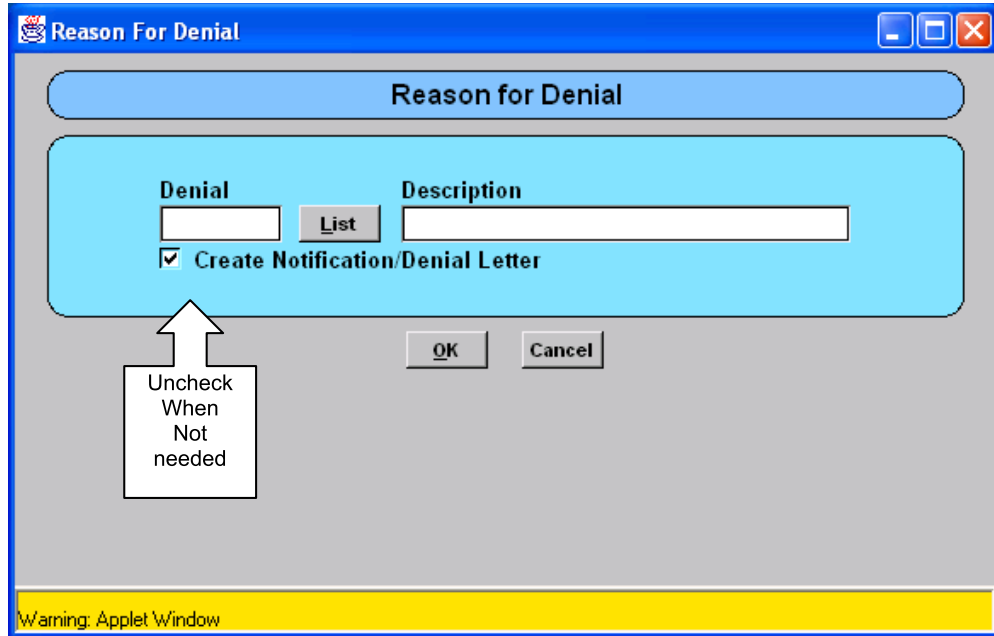 Reason For Denial
Reason for Denial
Denial Description
List
Create Notification/Denial Letter
OK Cancel
Uncheck
When
Not
needed
Warning: Applet Window